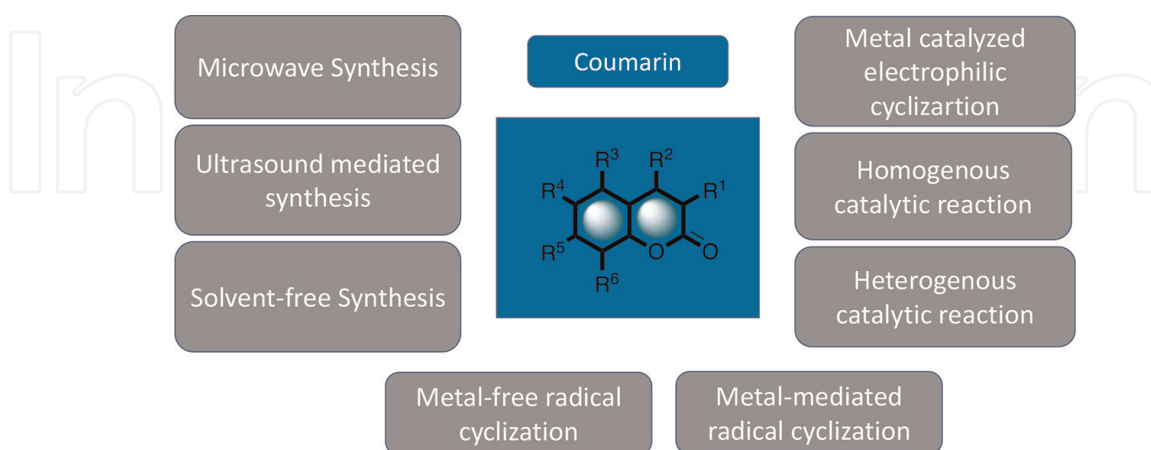 Microwave Synthesis
Ultrasound mediated
synthesis
Solvent-free Synthesis
Coumarin
R³ R²
R⁴ R¹
R⁵ O O
R⁶
Metal catalyzed
electrophilic
cyclizartion
Homogenous
catalytic reaction
Heterogenous
catalytic reaction
Metal-free radical
cyclization
Metal-mediated
radical cyclization